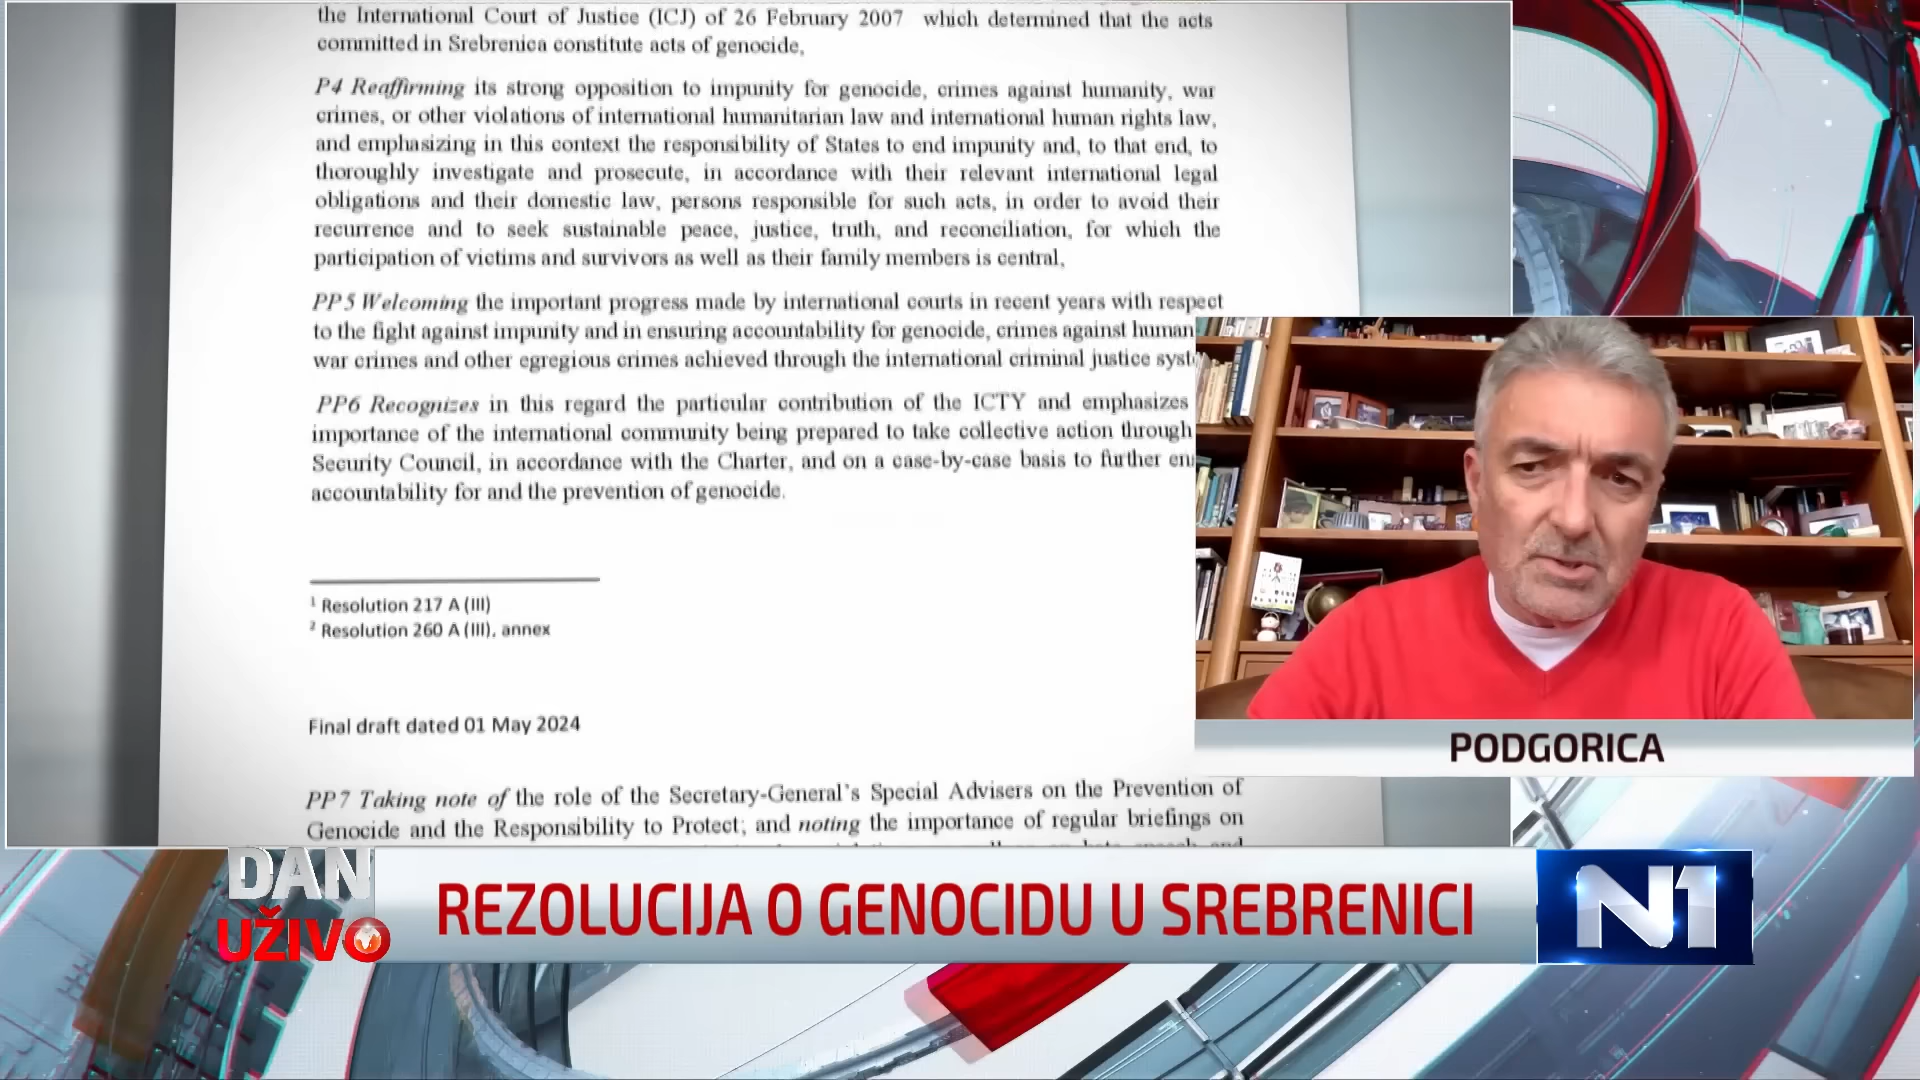 the International Court of Justice (ICJ) of 26 February 2007 which determined that the acts
committed in Srebrenica constitute acts of genocide,
P4 Reaffirming its strong opposition to impunity for genocide, crimes against humanity, war
crimes, or other violations of international humanitarian law and international human rights law,
and emphasizing in this context the responsibility of States to end impunity and, to that end, to
thoroughly investigate and prosecute, in accordance with their relevant international legal
obligations and their domestic law, persons responsible for such acts, in order to avoid their
recurrence and to seek sustainable peace, justice, truth, and reconciliation, for which the
participation of victims and survivors as well as their family members is central,
PP5 Welcoming the important progress made by international courts in recent years with respect
to the fight against impunity and in ensuring accountability for genocide, crimes against human
war crimes and other egregious crimes achieved through the international criminal justice syst
PP6 Recognizes in this regard the particular contribution of the ICTY and emphasizes
importance of the international community being prepared to take collective action through
Security Council, in accordance with the Charter, and on a case-by-case basis to further en
accountability for and the prevention of genocide.
1 Resolution 217 A (III)
2 Resolution 260 A (III), annex
Final draft dated 01 May 2024
PP7 Taking note of the role of the Secretary-General's Special Advisers on the Prevention of
Genocide and the Responsibility to Protect; and noting the importance of regular briefings on
PODGORICA
DAN
UŽIVO
REZOLUCIJA O GENOCIDU U SREBRENICI
N1